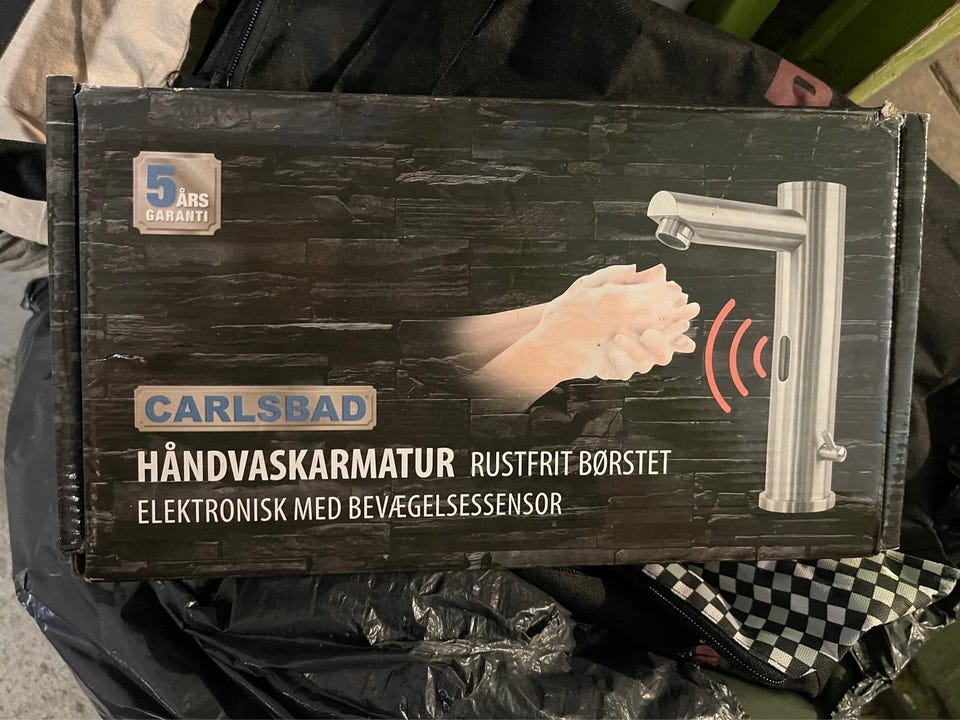 5 ÅRS
GARANTI
CARLSBAD
HÅNDVASKARMATUR RUSTFRIT BØRSTET
ELEKTRONISK MED BEVÆGELSESSENSOR